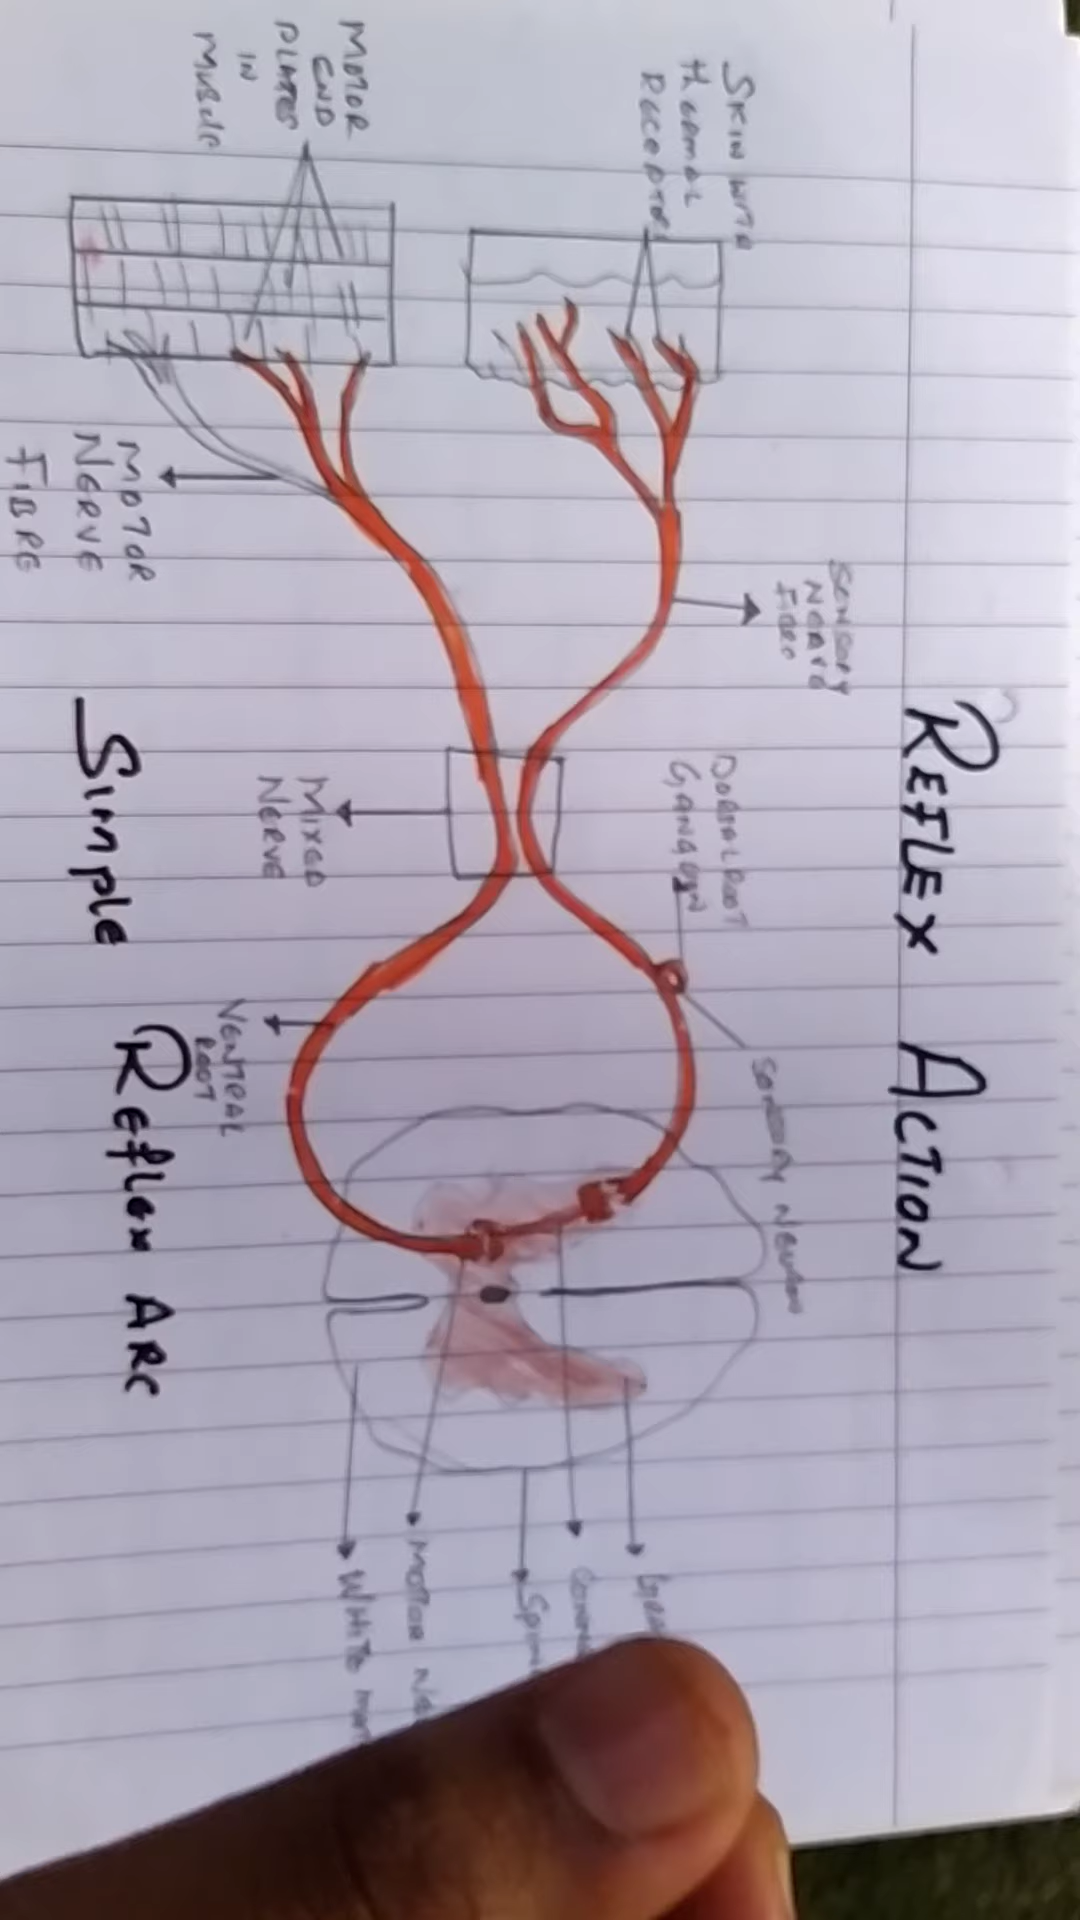 REFLEX ACTION
SKIN WITH
THERMAL
RECEPTOR
SENSORY
NERVE
FIBRE
DORSAL ROOT
GANGLION
SENSORY NEURON
MOTOR
END
PLATES
IN
MUSCLE
MOTOR
NERVE
FIBRE
MIXED
NERVE
VENTRAL
ROOT
MOTOR
WHITE
Simple Reflex ARC